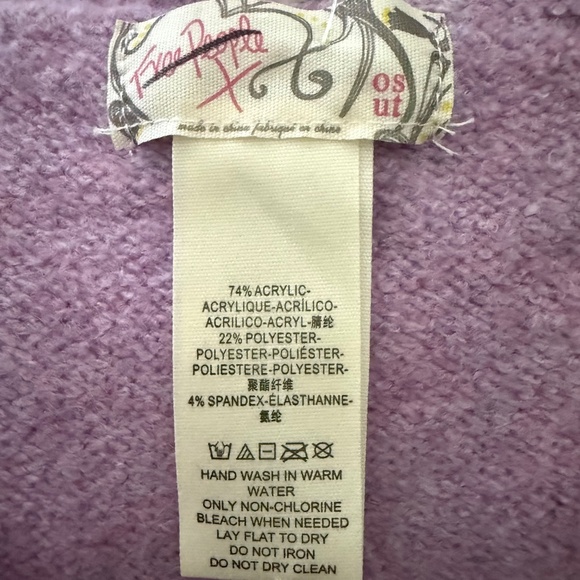 Free People X
os
ut
made in china fabriqué en chine
74% ACRYLIC-
ACRYLIQUE-ACRÍLICO-
ACRILICO-ACRYL-腈纶
22% POLYESTER-
POLYESTER-POLIÉSTER-
POLIESTERE-POLYESTER-
聚酯纤维
4% SPANDEX-ÉLASTHANNE-
氨纶
HAND WASH IN WARM
WATER
ONLY NON-CHLORINE
BLEACH WHEN NEEDED
LAY FLAT TO DRY
DO NOT IRON
DO NOT DRY CLEAN